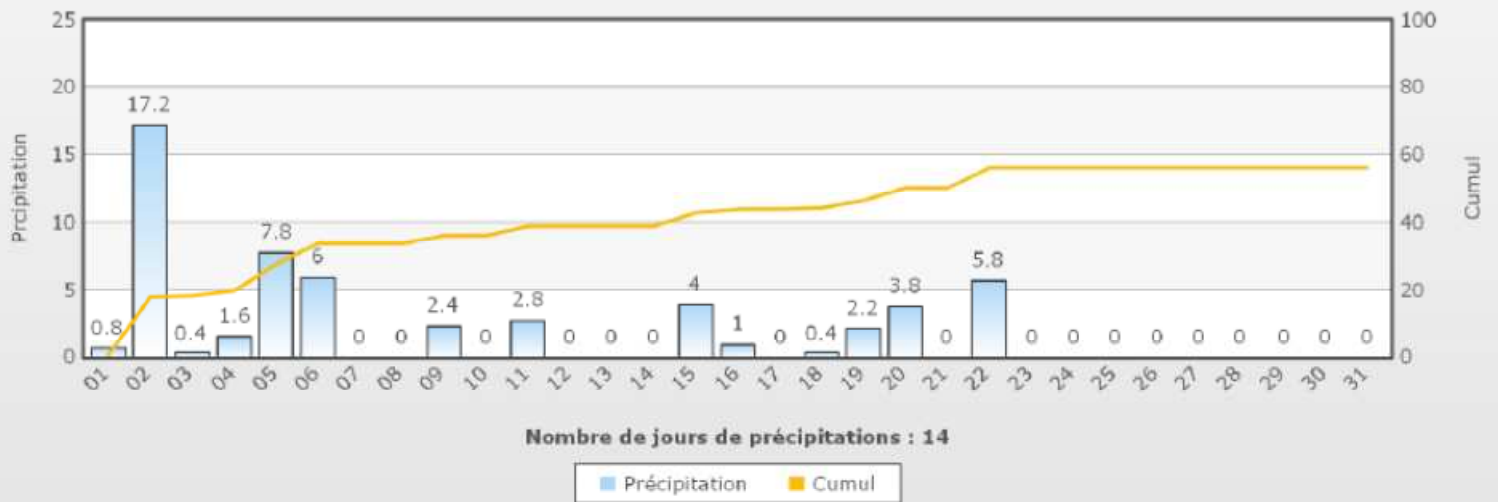 25 100
20 80
17.2
15 60
10 40
7.8
6
5.8
5 20
4
3.8
2.8
2.4
2.2
1.6
1
0.8 0.4 0 0 0 0 0 0 0 0.4 0 0 0 0 0 0 0 0 0 0
0 0
Prcipitation
Cumul
01 02 03 04 05 06 07 08 09 10 11 12 13 14 15 16 17 18 19 20 21 22 23 24 25 26 27 28 29 30 31
Nombre de jours de précipitations : 14
Précipitation Cumul